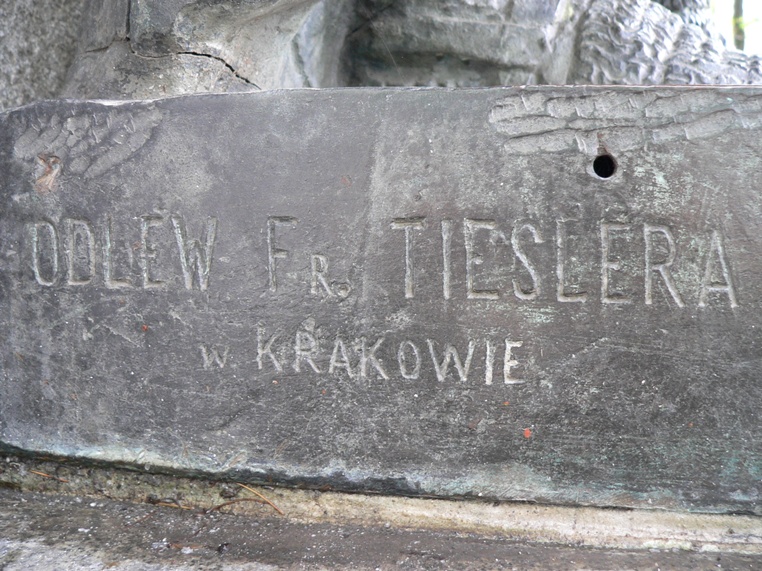 ODLEW FR. TIESLERA
W KRAKOWIE